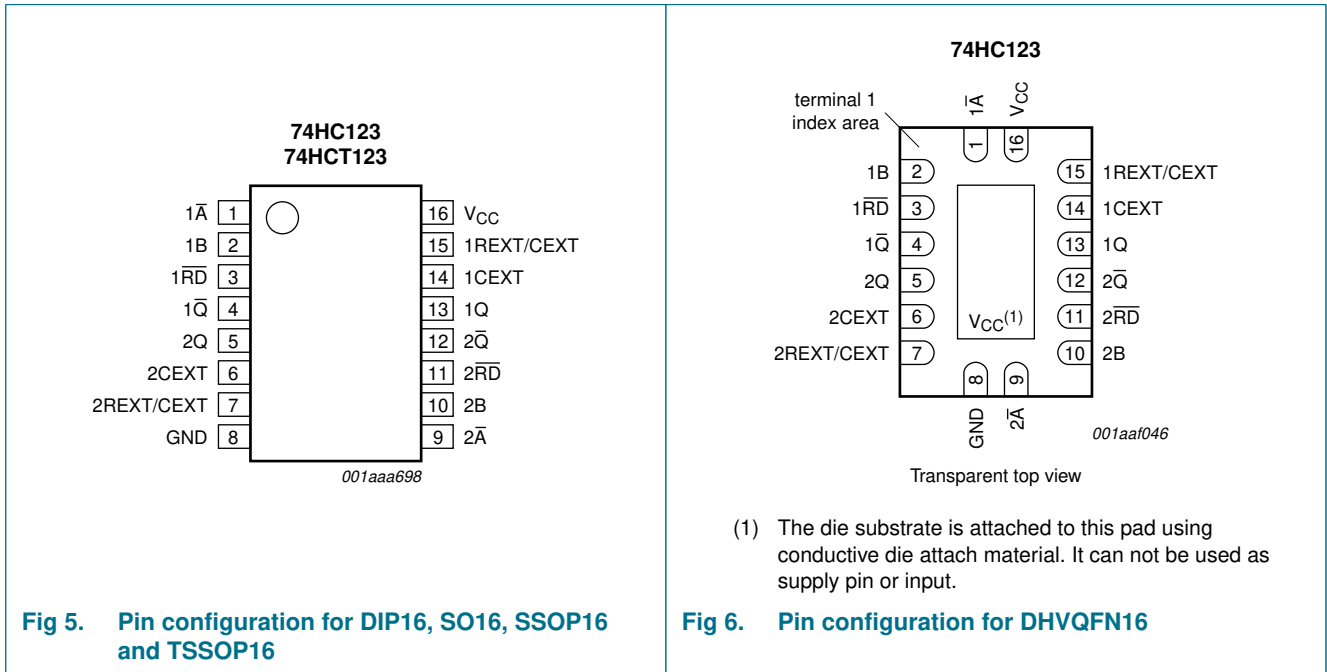 74HC123
74HCT123
1A̅ 1
1B 2
1R̅D̅ 3
1Q̅ 4
2Q 5
2CEXT 6
2REXT/CEXT 7
GND 8
16 VCC
15 1REXT/CEXT
14 1CEXT
13 1Q
12 2Q̅
11 2R̅D̅
10 2B
9 2A̅
001aaa698
Fig 5. Pin configuration for DIP16, SO16, SSOP16
and TSSOP16
74HC123
terminal 1
index area
1A̅ VCC
1 16
1B 2
1R̅D̅ 3
1Q̅ 4
2Q 5
2CEXT 6
2REXT/CEXT 7
15 1REXT/CEXT
14 1CEXT
13 1Q
12 2Q̅
11 2R̅D̅
10 2B
VCC(1)
8 9
GND 2A̅
001aaf046
Transparent top view
(1) The die substrate is attached to this pad using
conductive die attach material. It can not be used as
supply pin or input.
Fig 6. Pin configuration for DHVQFN16